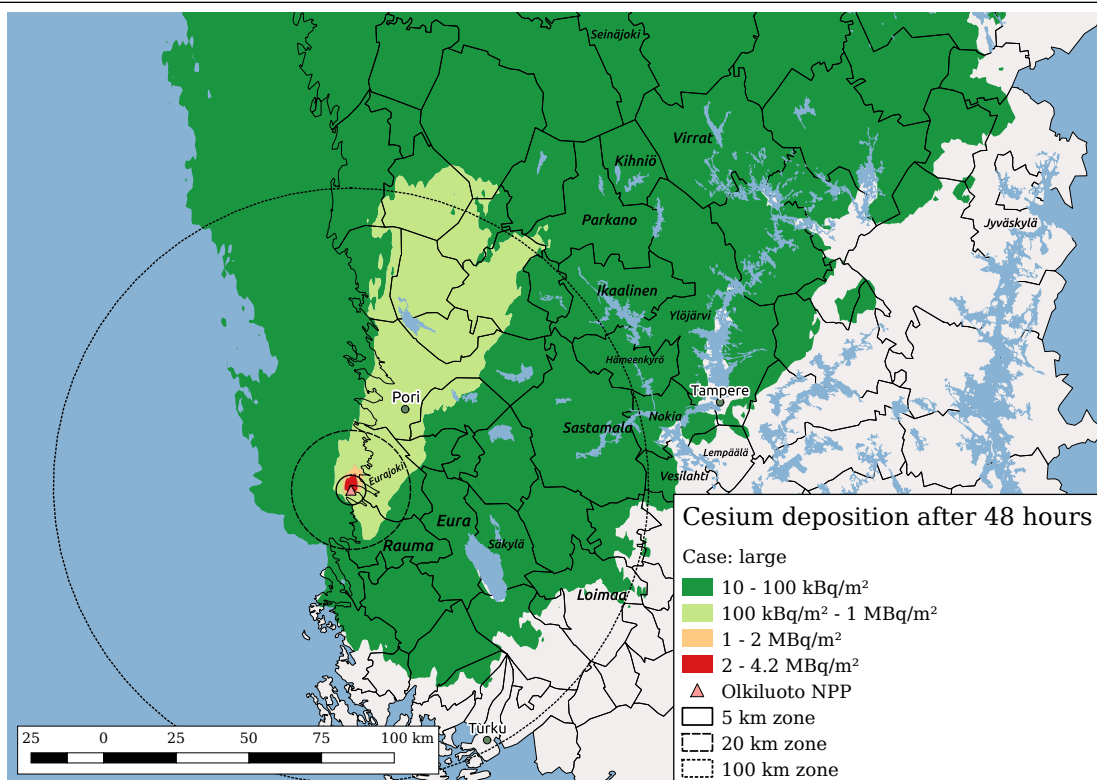 Seinäjoki
Virrat
Kihniö
Parkano
Jyväskylä
Ikaalinen
Ylöjärvi
Hämeenkyrö
Pori
Tampere
Nokia
Sastamala
Lempäälä
Vesilahti
Eurajoki
Eura
Rauma
Säkylä
Loimaa
Turku
Cesium deposition after 48 hours
Case: large
10 - 100 kBq/m²
100 kBq/m² - 1 MBq/m²
1 - 2 MBq/m²
2 - 4.2 MBq/m²
Olkiluoto NPP
5 km zone
20 km zone
100 km zone
25 0 25 50 75 100 km